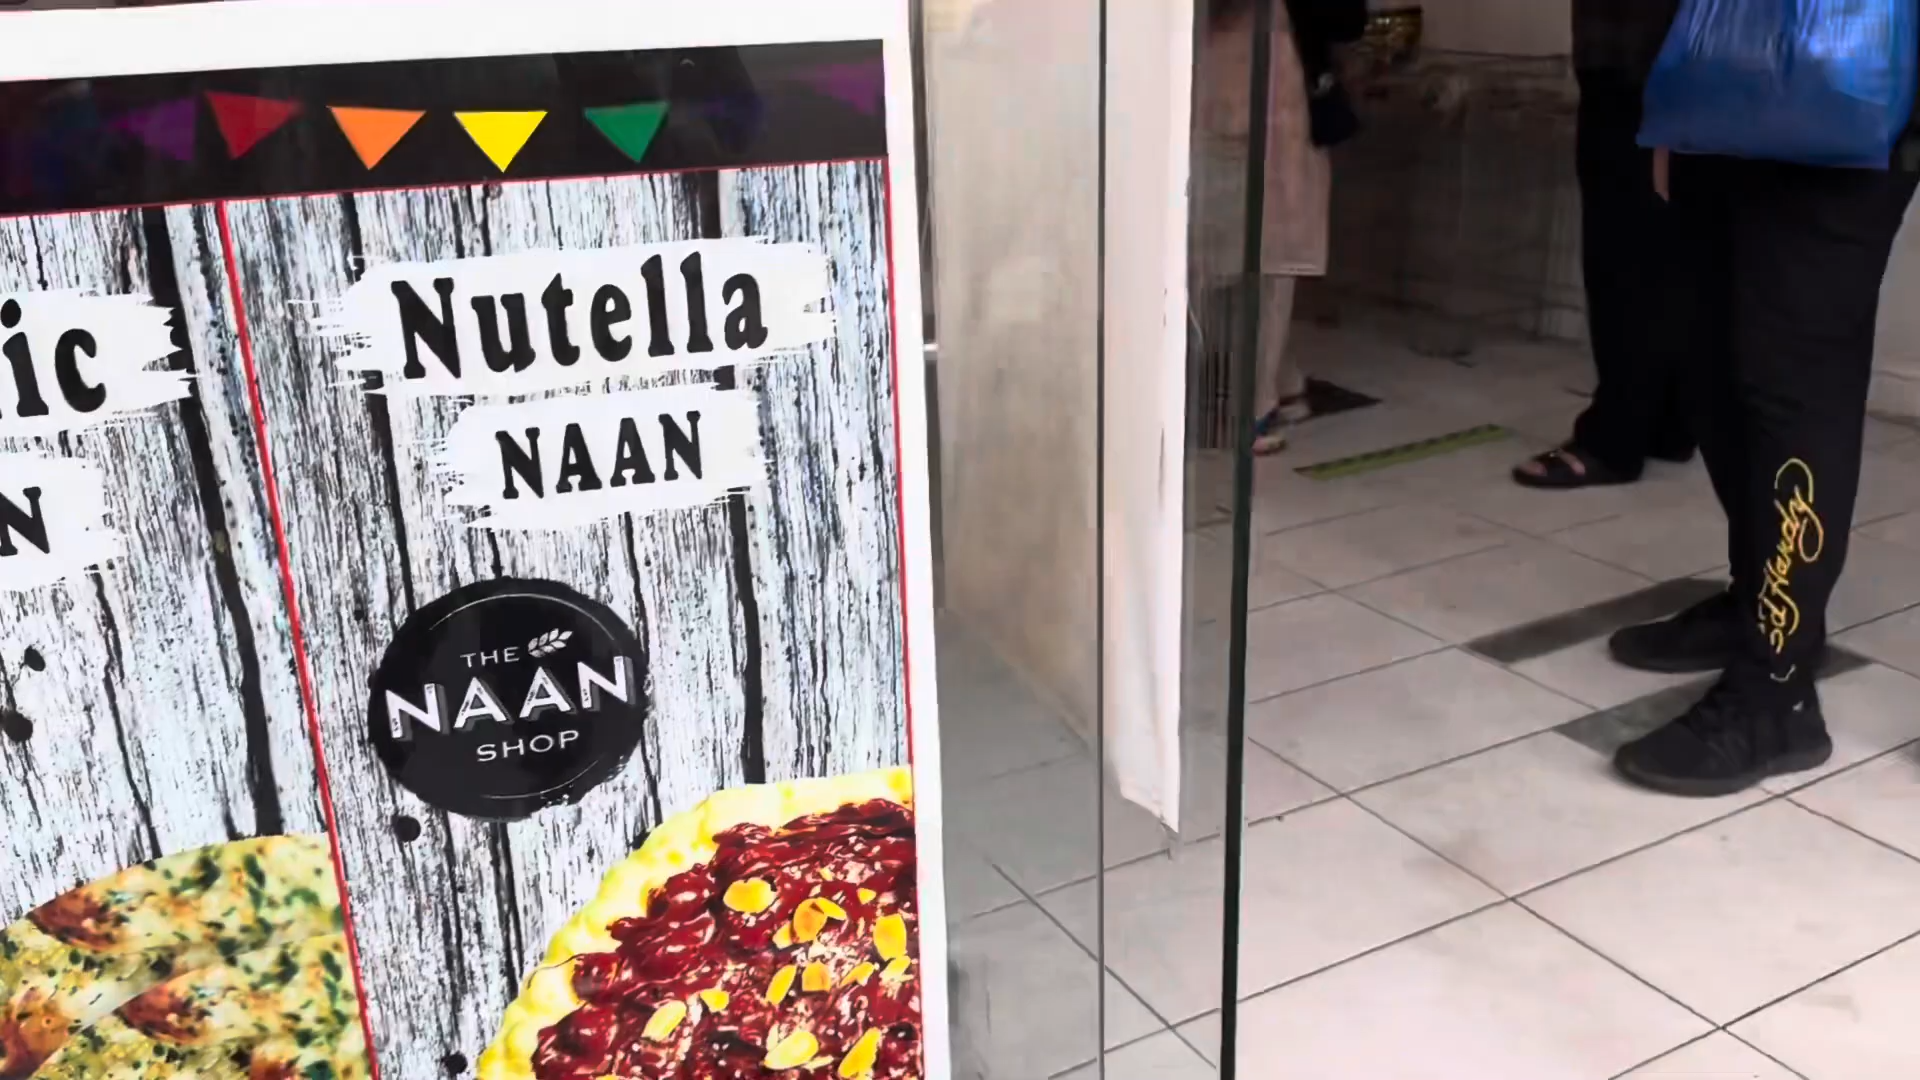 ic
N
Nutella
NAAN
THE
NAAN
SHOP
Ed Hardy